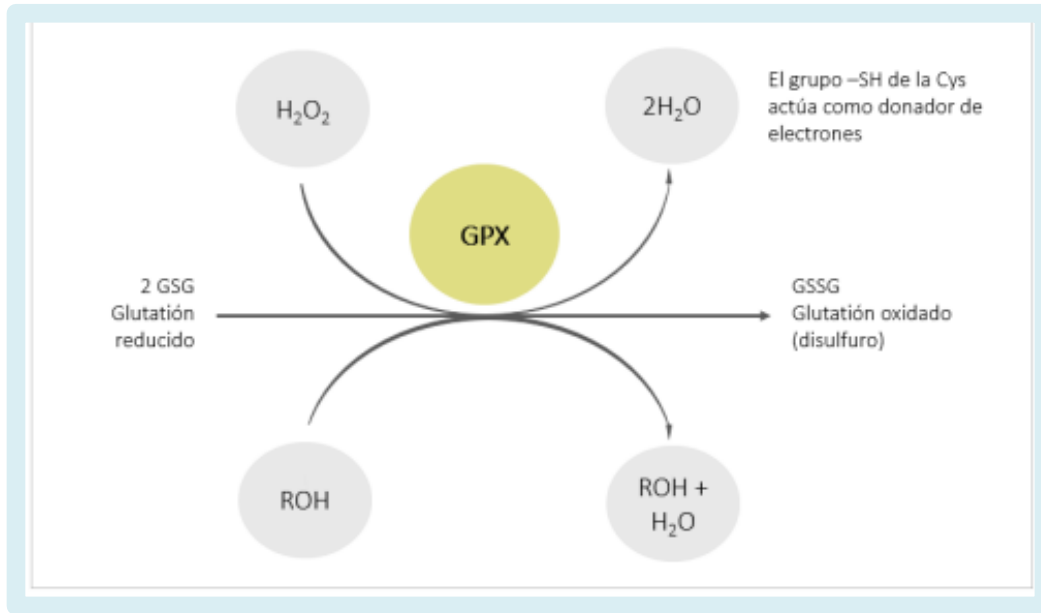 H₂O₂
2H₂O
El grupo –SH de la Cys
actúa como donador de
electrones
GPX
2 GSG
Glutatión
reducido
GSSG
Glutatión oxidado
(disulfuro)
ROH
ROH +
H₂O